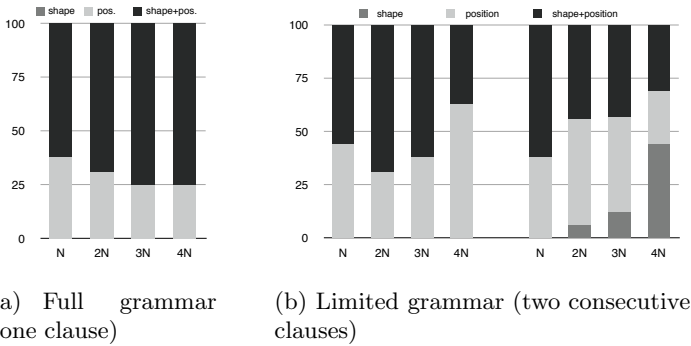 shape pos. shape+pos.
100
75
50
25
0
N 2N 3N 4N
shape position shape+position
100
75
50
25
0
N 2N 3N 4N N 2N 3N 4N
a) Full grammar
one clause)
(b) Limited grammar (two consecutive
clauses)